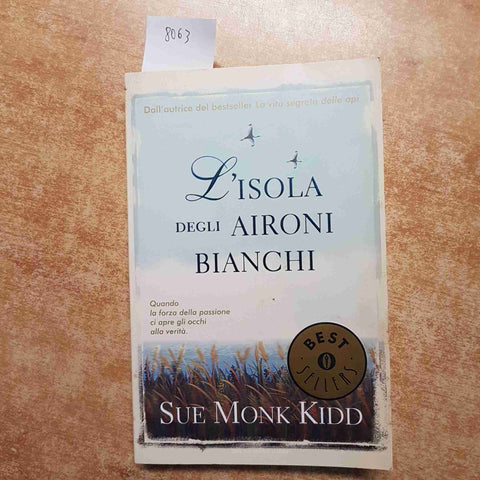 8063
Dall'autrice del bestseller La vita segreta delle api
L'ISOLA
DEGLI AIRONI
BIANCHI
Quando
la forza della passione
ci apre gli occhi
alla verità.
BEST
SELLERS
SUE MONK KIDD